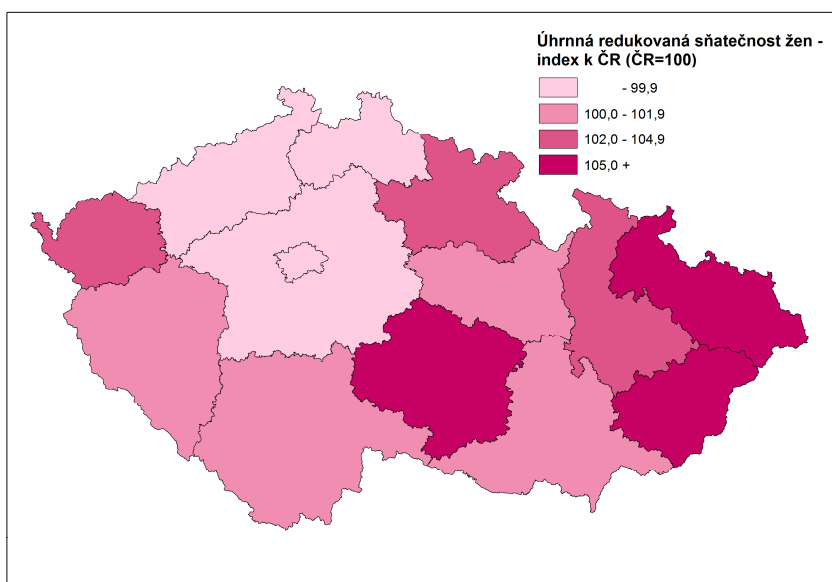 Úhrnná redukovaná sňatečnost žen -
index k ČR (ČR=100)
- 99,9
100,0 - 101,9
102,0 - 104,9
105,0 +